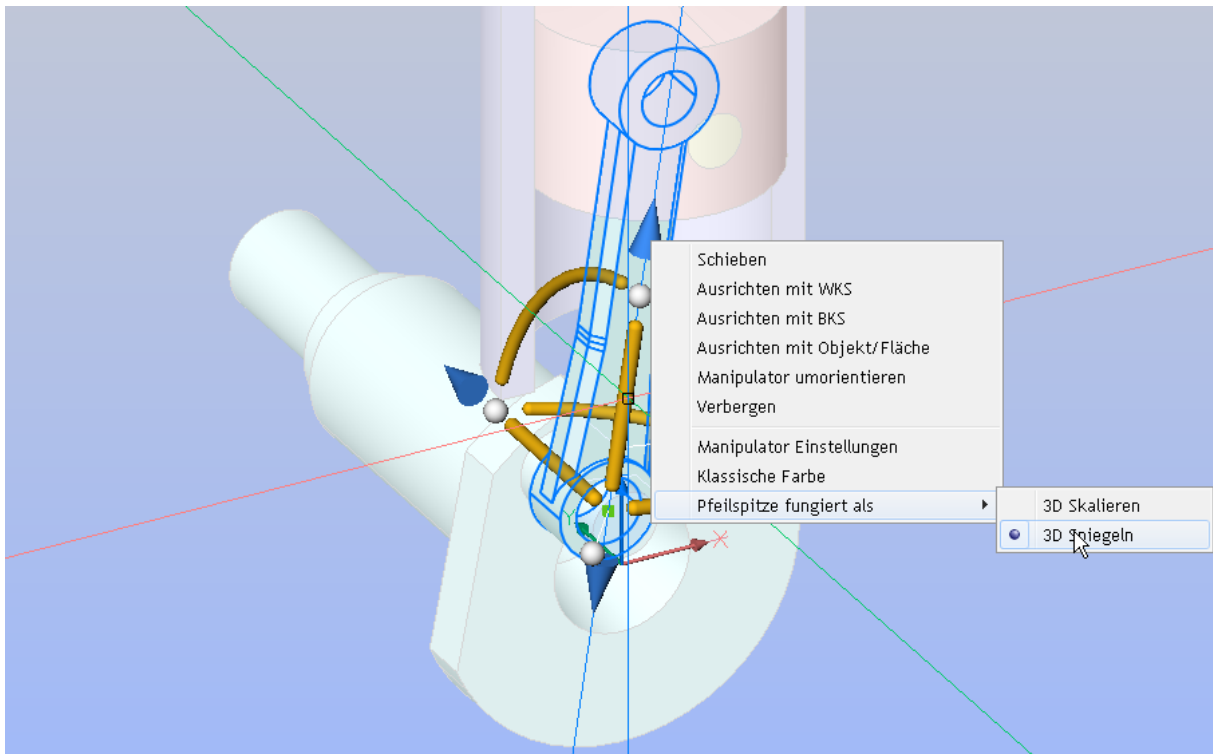 Schieben
Ausrichten mit WKS
Ausrichten mit BKS
Ausrichten mit Objekt/Fläche
Manipulator umorientieren
Verbergen
Manipulator Einstellungen
Klassische Farbe
Pfeilspitze fungiert als
3D Skalieren
3D Spiegeln
Y
X